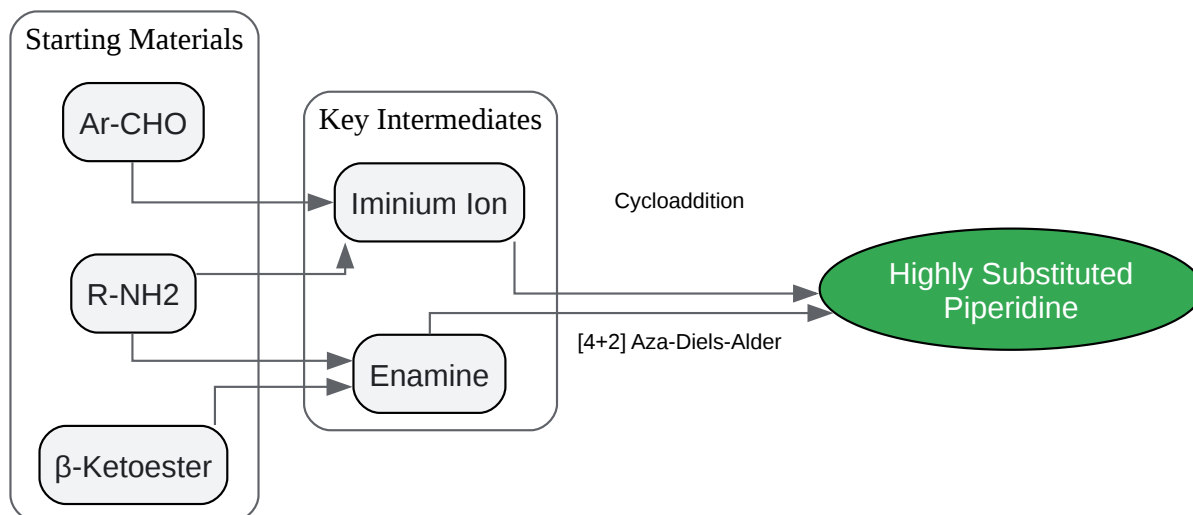 Starting Materials
Ar-CHO
R-NH2
β-Ketoester
Key Intermediates
Iminium Ion
Enamine
Cycloaddition
[4+2] Aza-Diels-Alder
Highly Substituted
Piperidine